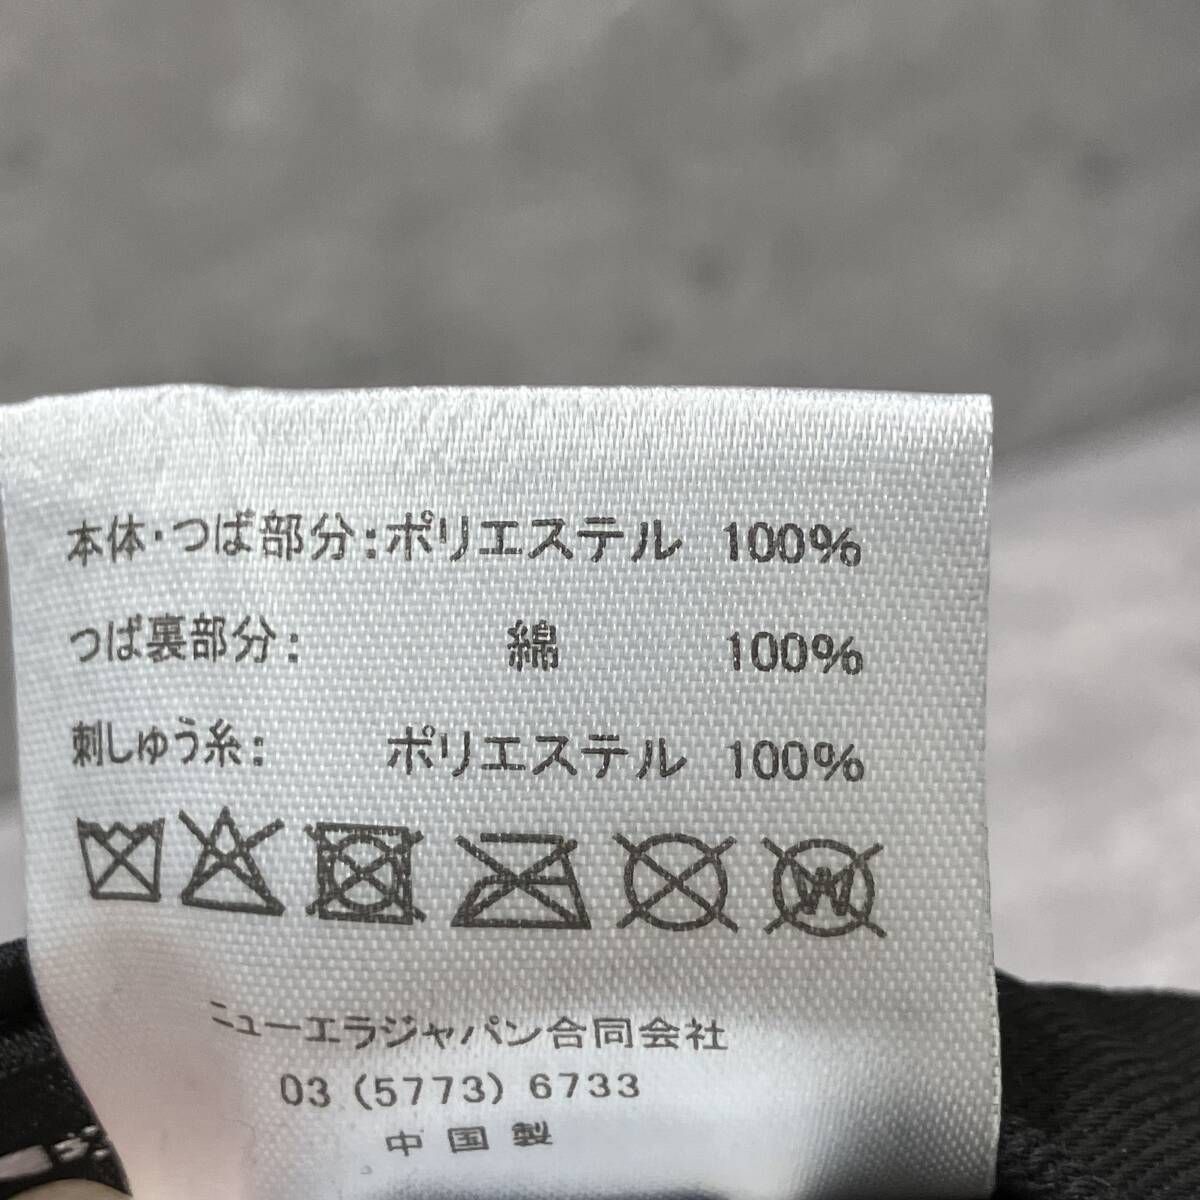 本体・つば部分:ポリエステル 100%
つば裏部分: 綿 100%
刺しゅう糸: ポリエステル 100%
W
ニューエラジャパン合同会社
03 (5773) 6733
中国製